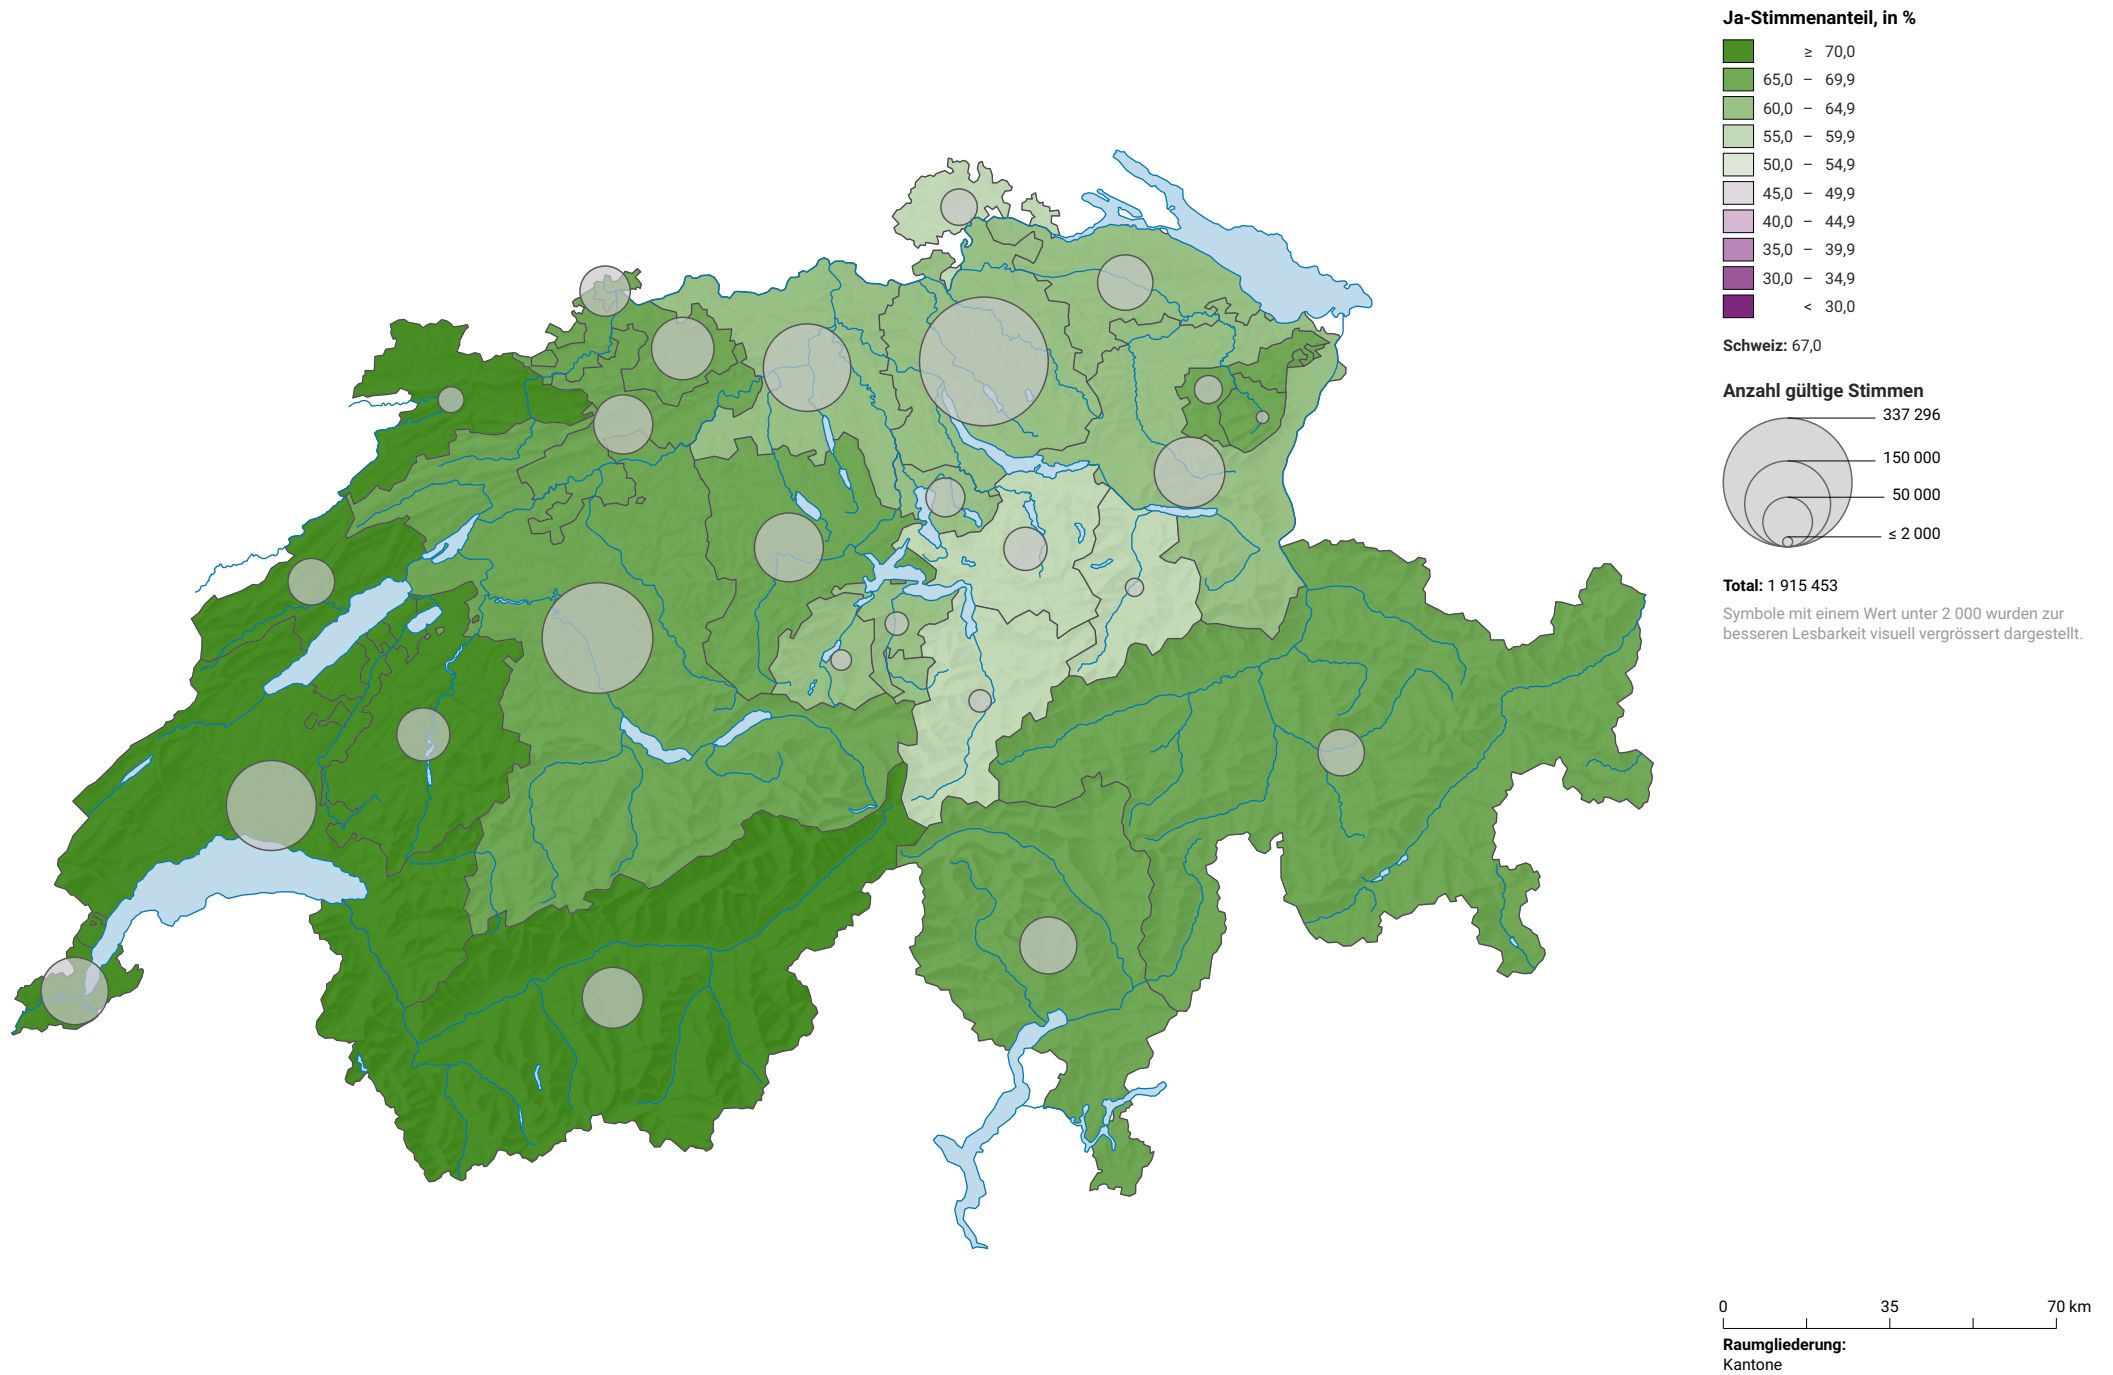 Ja-Stimmenanteil, in %
≥ 70,0
65,0 – 69,9
60,0 – 64,9
55,0 – 59,9
50,0 – 54,9
45,0 – 49,9
40,0 – 44,9
35,0 – 39,9
30,0 – 34,9
< 30,0
Schweiz: 67,0
Anzahl gültige Stimmen
337 296
150 000
50 000
≤ 2 000
Total: 1 915 453
Symbole mit einem Wert unter 2 000 wurden zur
besseren Lesbarkeit visuell vergrössert dargestellt.
0 35 70 km
Raumgliederung:
Kantone